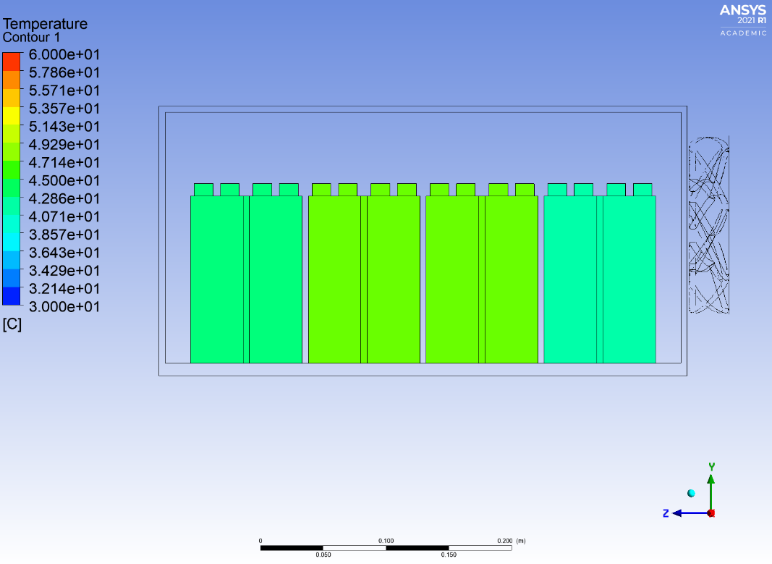 ANSYS
2021 R1
ACADEMIC
Temperature
Contour 1
6.000e+01
5.786e+01
5.571e+01
5.357e+01
5.143e+01
4.929e+01
4.714e+01
4.500e+01
4.286e+01
4.071e+01
3.857e+01
3.643e+01
3.429e+01
3.214e+01
3.000e+01
[C]
Y
Z
0 0.100 0.200 (m)
0.050 0.150